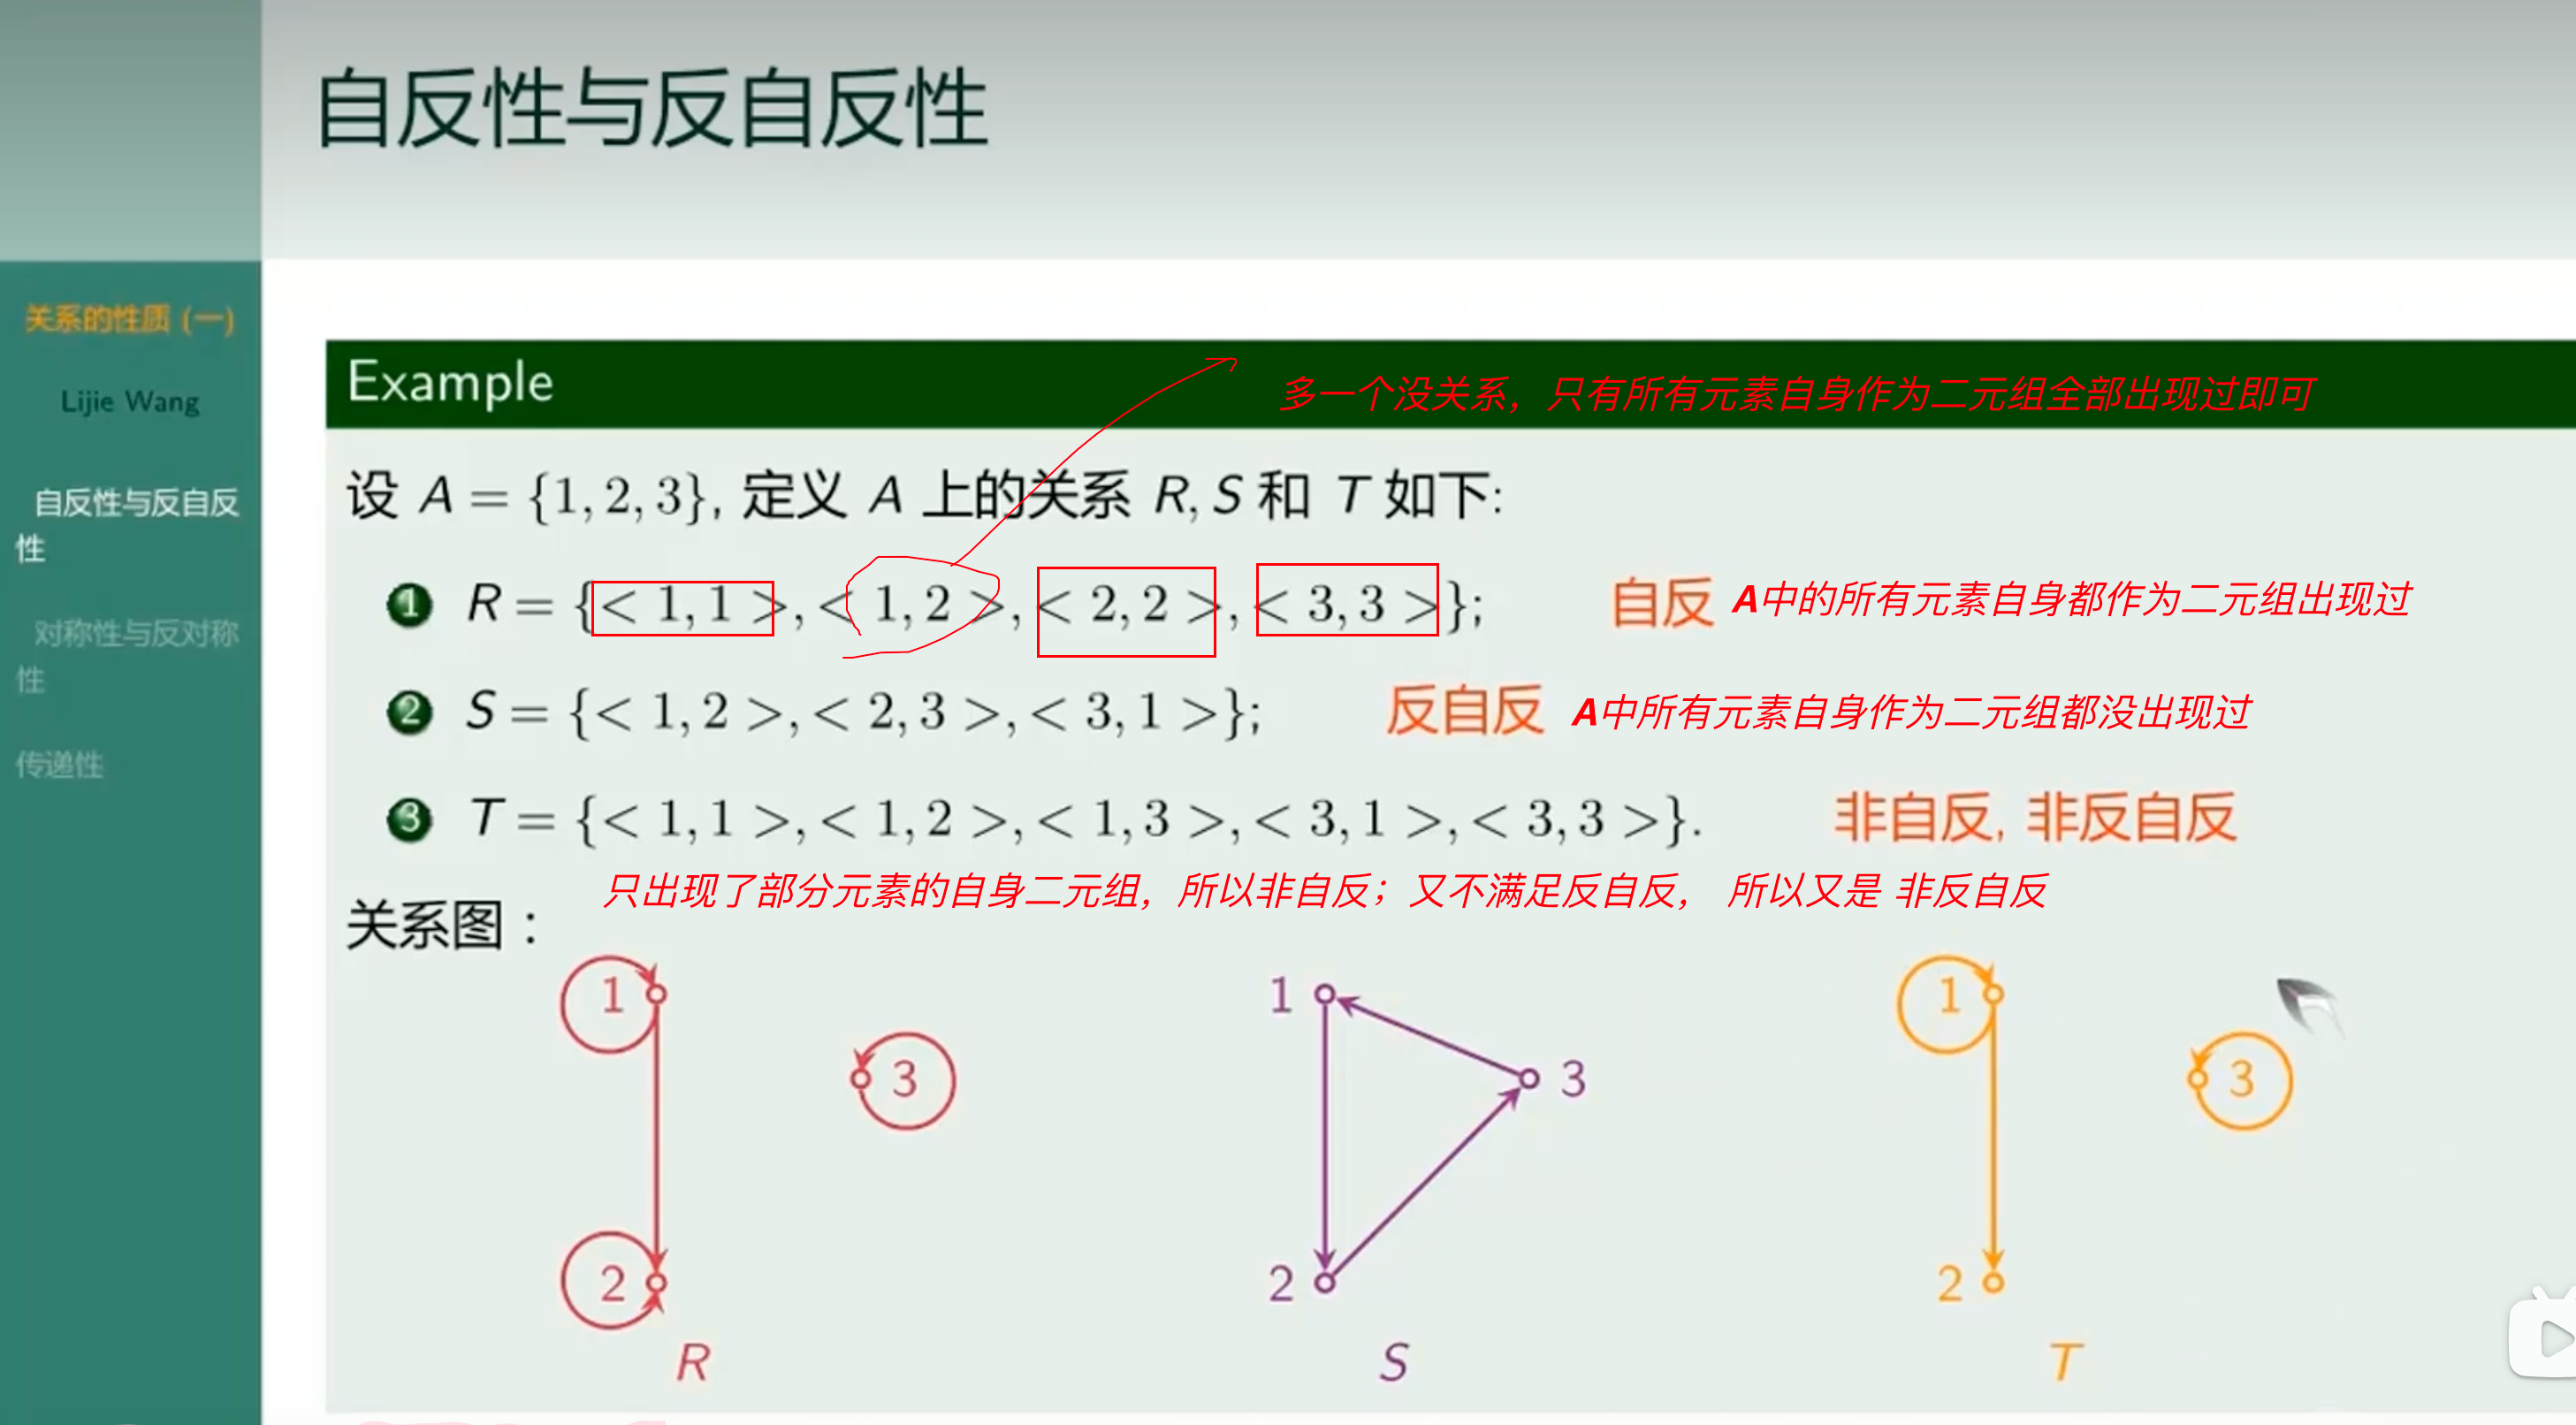 自反性与反自反性
关系的性质 (一)
Lijie Wang
自反性与反自反
性
对称性与反对称
性
传递性
Example
多一个没关系，只有所有元素自身作为二元组全部出现过即可
设 A = {1, 2, 3}, 定义 A 上的关系 R, S 和 T 如下:
1 R = {< 1, 1 >, < 1, 2 >, < 2, 2 >, < 3, 3 >}; 自反 A中的所有元素自身都作为二元组出现过
2 S = {< 1, 2 >, < 2, 3 >, < 3, 1 >}; 反自反 A中所有元素自身作为二元组都没出现过
3 T = {< 1, 1 >, < 1, 2 >, < 1, 3 >, < 3, 1 >, < 3, 3 >}. 非自反, 非反自反
只出现了部分元素的自身二元组，所以非自反；又不满足反自反， 所以又是 非反自反
关系图：
1 3 2 R
1 3 2 S
1 3 2 T